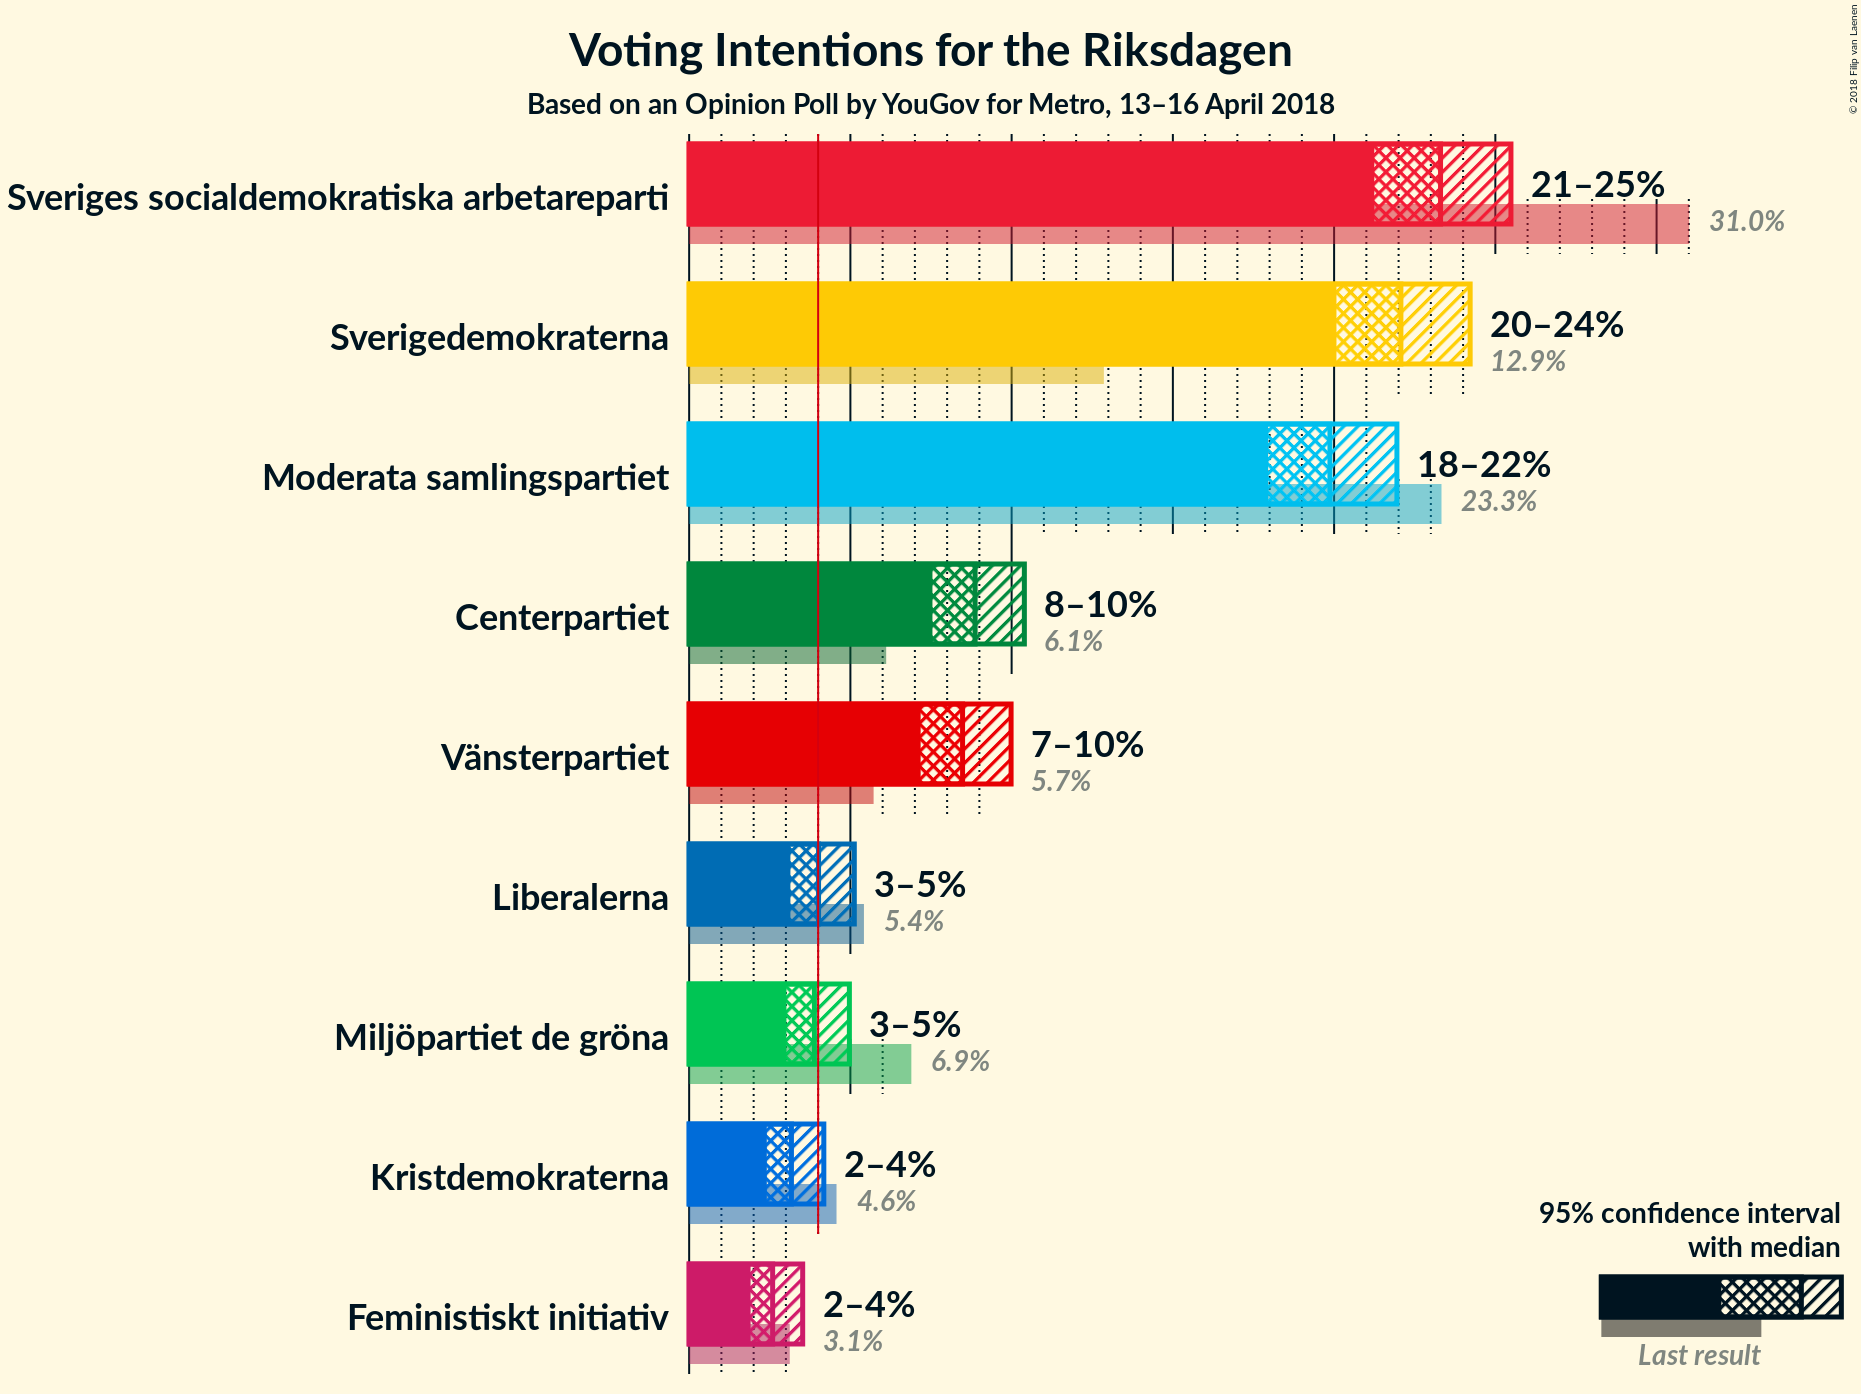 Voting Intentions for the Riksdagen
Based on an Opinion Poll by YouGov for Metro, 13–16 April 2018
© 2018 Filip van Laenen
Sveriges socialdemokratiska arbetareparti
21–25%
31.0%
Sverigedemokraterna
20–24%
12.9%
Moderata samlingspartiet
18–22%
23.3%
Centerpartiet
8–10%
6.1%
Vänsterpartiet
7–10%
5.7%
Liberalerna
3–5%
5.4%
Miljöpartiet de gröna
3–5%
6.9%
Kristdemokraterna
2–4%
4.6%
Feministiskt initiativ
2–4%
3.1%
95% confidence interval
with median
Last result